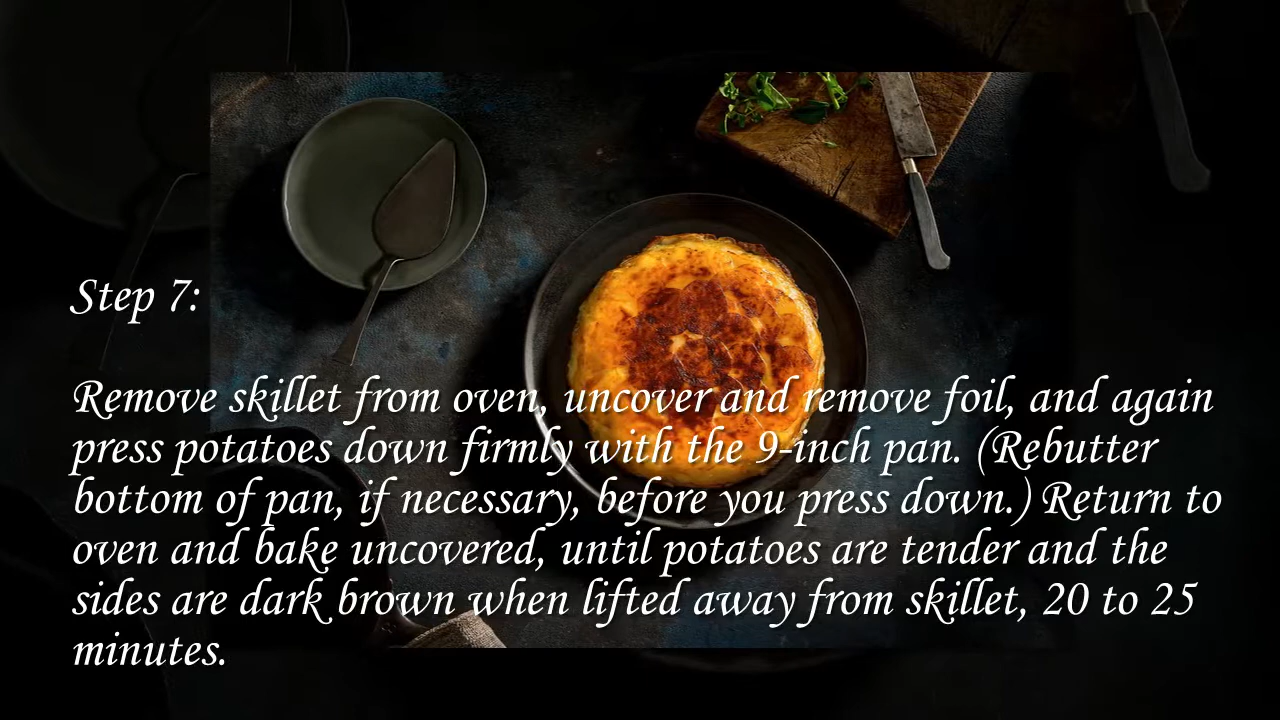 Step 7:
Remove skillet from oven, uncover and remove foil, and again
press potatoes down firmly with the 9-inch pan. (Rebutter
bottom of pan, if necessary, before you press down.) Return to
oven and bake uncovered, until potatoes are tender and the
sides are dark brown when lifted away from skillet, 20 to 25
minutes.